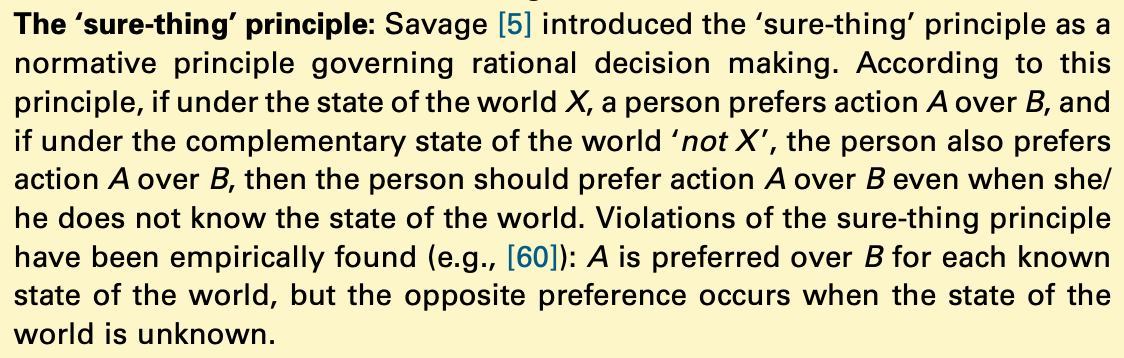 The ‘sure-thing’ principle: Savage [5] introduced the ‘sure-thing’ principle as a
normative principle governing rational decision making. According to this
principle, if under the state of the world X, a person prefers action A over B, and
if under the complementary state of the world ‘not X’, the person also prefers
action A over B, then the person should prefer action A over B even when she/
he does not know the state of the world. Violations of the sure-thing principle
have been empirically found (e.g., [60]): A is preferred over B for each known
state of the world, but the opposite preference occurs when the state of the
world is unknown.